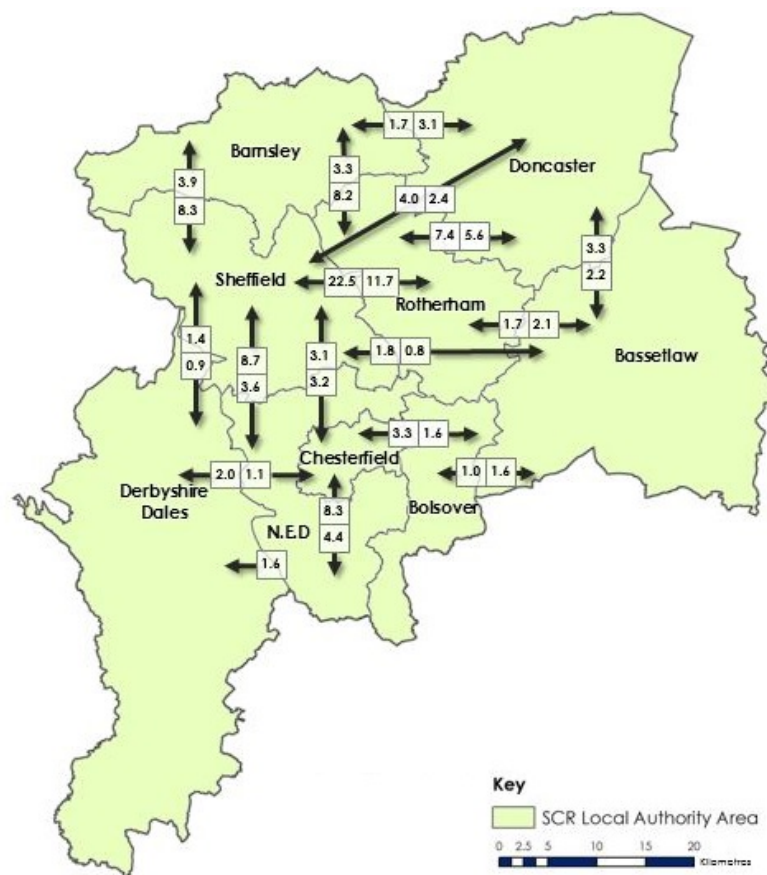 1.7 3.1
Barnsley
Doncaster
3.9
8.3
3.3
8.2
4.0 2.4
7.4 5.6
3.3
2.2
Sheffield
22.5 11.7
Rotherham
1.7 2.1
1.4
0.9
8.7
3.6
3.1
3.2
1.8 0.8
Bassetlaw
3.3 1.6
Chesterfield
2.0 1.1
1.0 1.6
Derbyshire
Dales
Bolsover
8.3
4.4
N.E.D
1.6
Key
SCR Local Authority Area
0 2.5 5 10 15 20
Kilometres